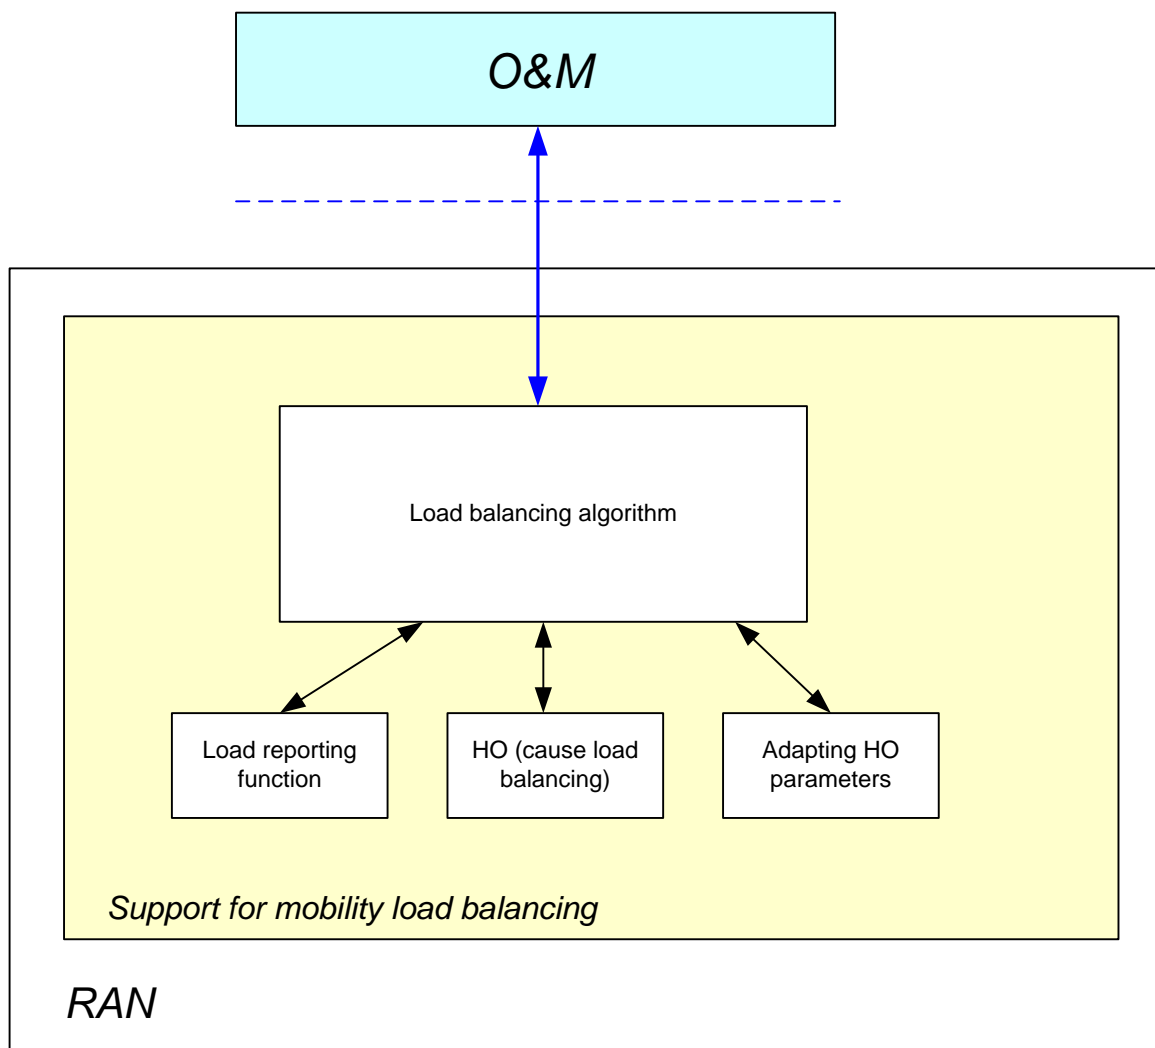 O&M
Load balancing algorithm
Load reporting
function
HO (cause load
balancing)
Adapting HO
parameters
Support for mobility load balancing
RAN